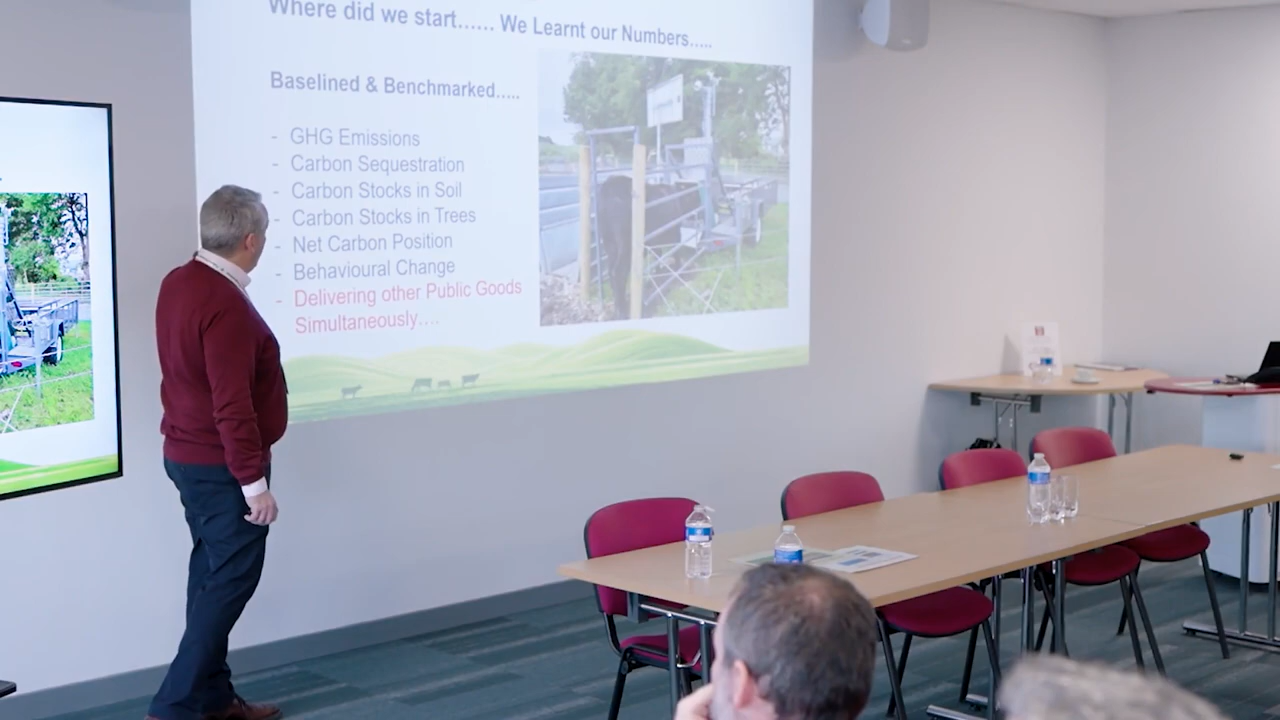 Where did we start...... We Learnt our Numbers.....
Baselined & Benchmarked.....
- GHG Emissions
- Carbon Sequestration
- Carbon Stocks in Soil
- Carbon Stocks in Trees
- Net Carbon Position
- Behavioural Change
- Delivering other Public Goods
Simultaneously....